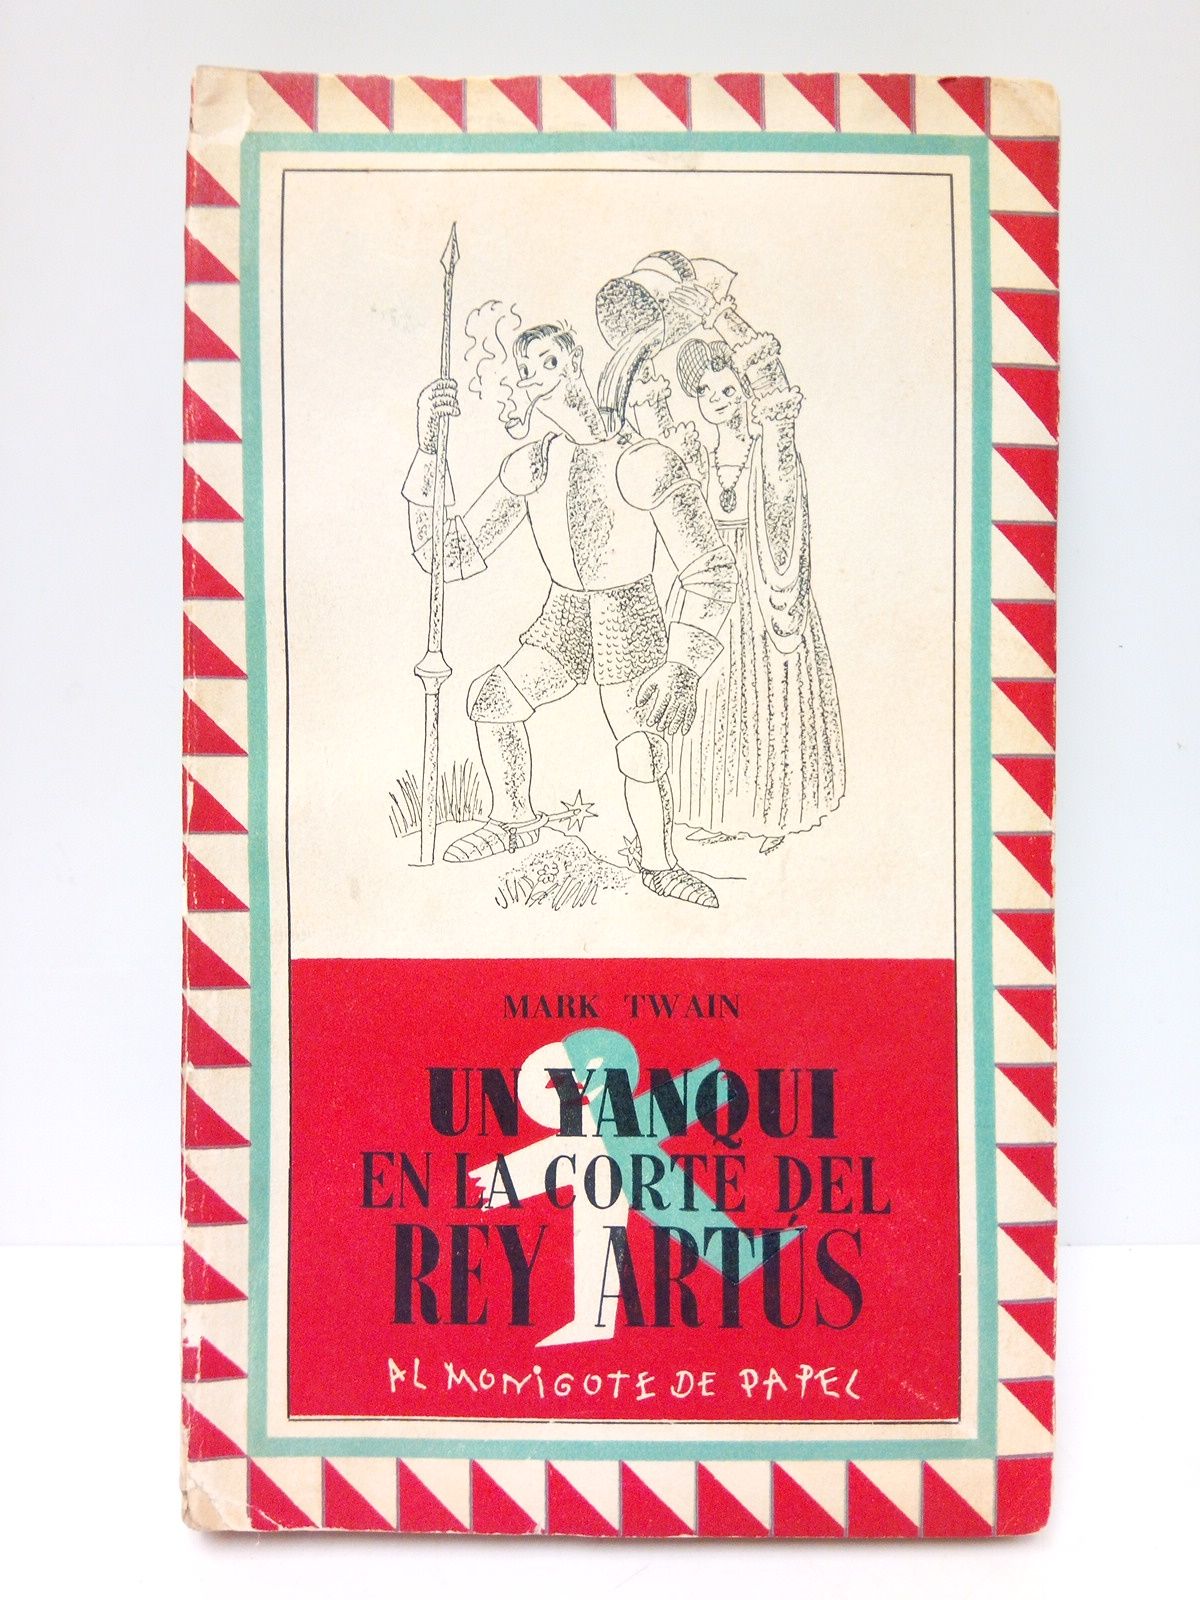 MARK TWAIN
UN YANQUI
EN LA CORTE DEL
REY ARTÚS
AL MONIGOTE DE PAPEL